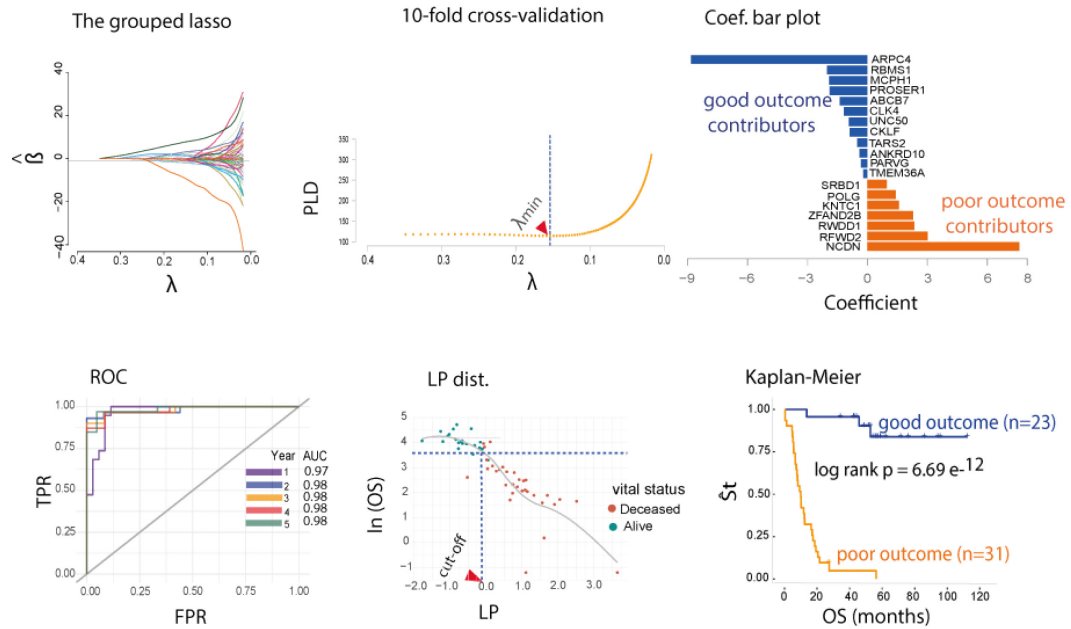 The grouped lasso
40
20
0
-20
-40
^
ß
0.4
0.3
0.2
0.1
0.0
λ
10-fold cross-validation
350
300
250
200
150
100
PLD
λmin
0.4
0.2
0.1
0.0
λ
Coef. bar plot
ARPC4
RBMS1
MCPH1
PROSER1
ABCB7
CLK4
UNC50
CKLF
TARS2
ANKRD10
PARVG
TMEM36A
good outcome
contributors
SRBD1
POLG
KNTC1
ZFAND2B
RWDD1
RFWD2
NCDN
poor outcome
contributors
-9
-6
-3
0
3
6
8
Coefficient
ROC
1.00
0.75
0.50
0.25
0.00
TPR
Year AUC
1 0.97
2 0.98
3 0.98
4 0.98
5 0.98
0.00 0.25 0.50 0.75 1.00
FPR
LP dist.
5
4
3
2
1
0
-1
ln (OS)
vital status
Deceased
Alive
cut-off
-2.0 -1.0 0.0 1.0 2.0 3.0
LP
Kaplan-Meier
1.00
0.75
0.50
0.25
0.00
Ŝt
good outcome (n=23)
log rank p = 6.69 e-12
poor outcome (n=31)
0 20 40 60 80 100 120
OS (months)